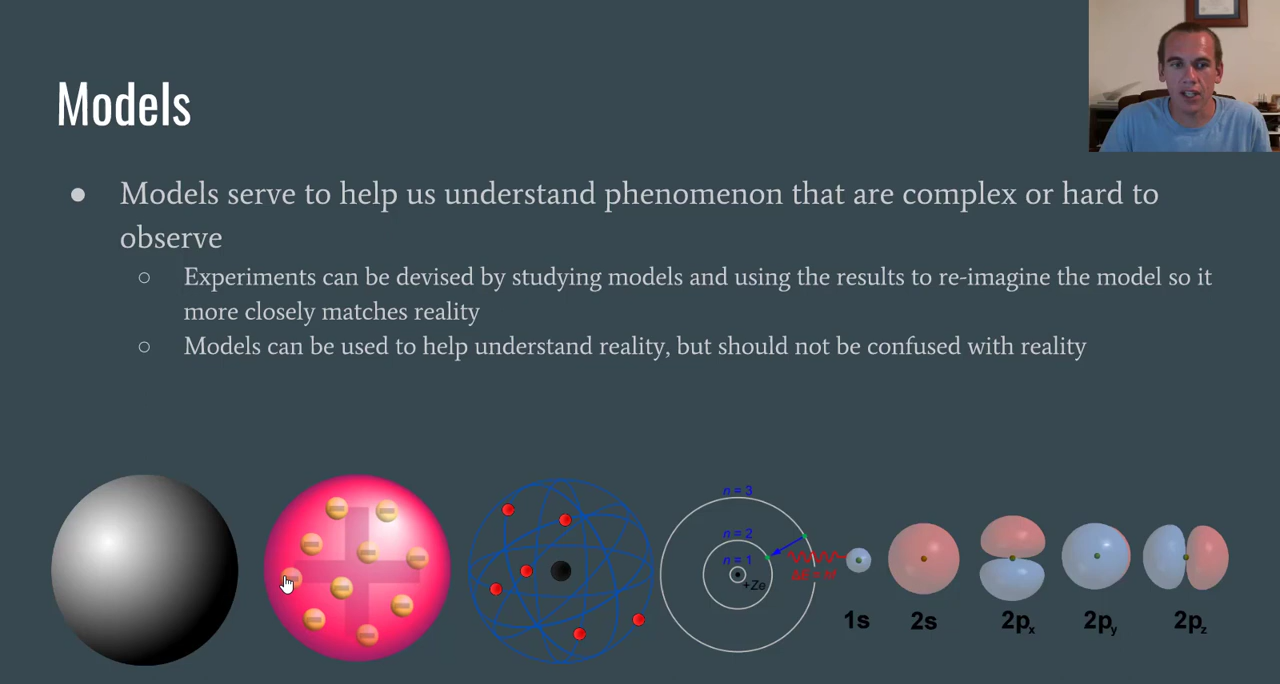 Models
● Models serve to help us understand phenomenon that are complex or hard to
observe
○ Experiments can be devised by studying models and using the results to re-imagine the model so it
more closely matches reality
○ Models can be used to help understand reality, but should not be confused with reality
n = 3
n = 2
n = 1
+Ze
1s
2s
2pₓ
2pᵧ
2p_z